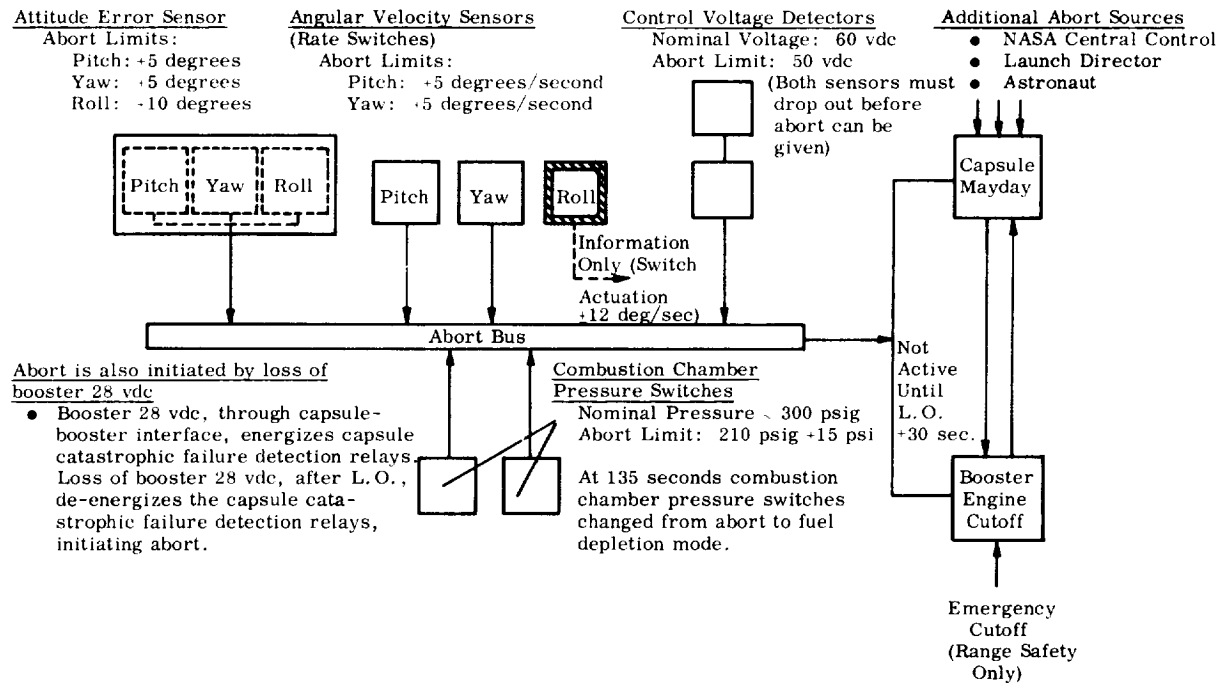 Attitude Error Sensor
Abort Limits:
Pitch: +5 degrees
Yaw: +5 degrees
Roll: -10 degrees
Angular Velocity Sensors
(Rate Switches)
Abort Limits:
Pitch: +5 degrees/second
Yaw: +5 degrees/second
Control Voltage Detectors
Nominal Voltage: 60 vdc
Abort Limit: 50 vdc
(Both sensors must
drop out before
abort can be
given)
Additional Abort Sources
● NASA Central Control
● Launch Director
● Astronaut
Pitch
Yaw
Roll
Pitch
Yaw
Roll
Information
Only (Switch
Actuation
+12 deg/sec)
Capsule
Mayday
Abort Bus
Not
Active
Until
L.O.
+30 sec.
Abort is also initiated by loss of
booster 28 vdc
● Booster 28 vdc, through capsule-
booster interface, energizes capsule
catastrophic failure detection relays.
Loss of booster 28 vdc, after L.O.,
de-energizes the capsule cata-
strophic failure detection relays,
initiating abort.
Combustion Chamber
Pressure Switches
Nominal Pressure ~ 300 psig
Abort Limit: 210 psig +15 psi
At 135 seconds combustion
chamber pressure switches
changed from abort to fuel
depletion mode.
Booster
Engine
Cutoff
Emergency
Cutoff
(Range Safety
Only)